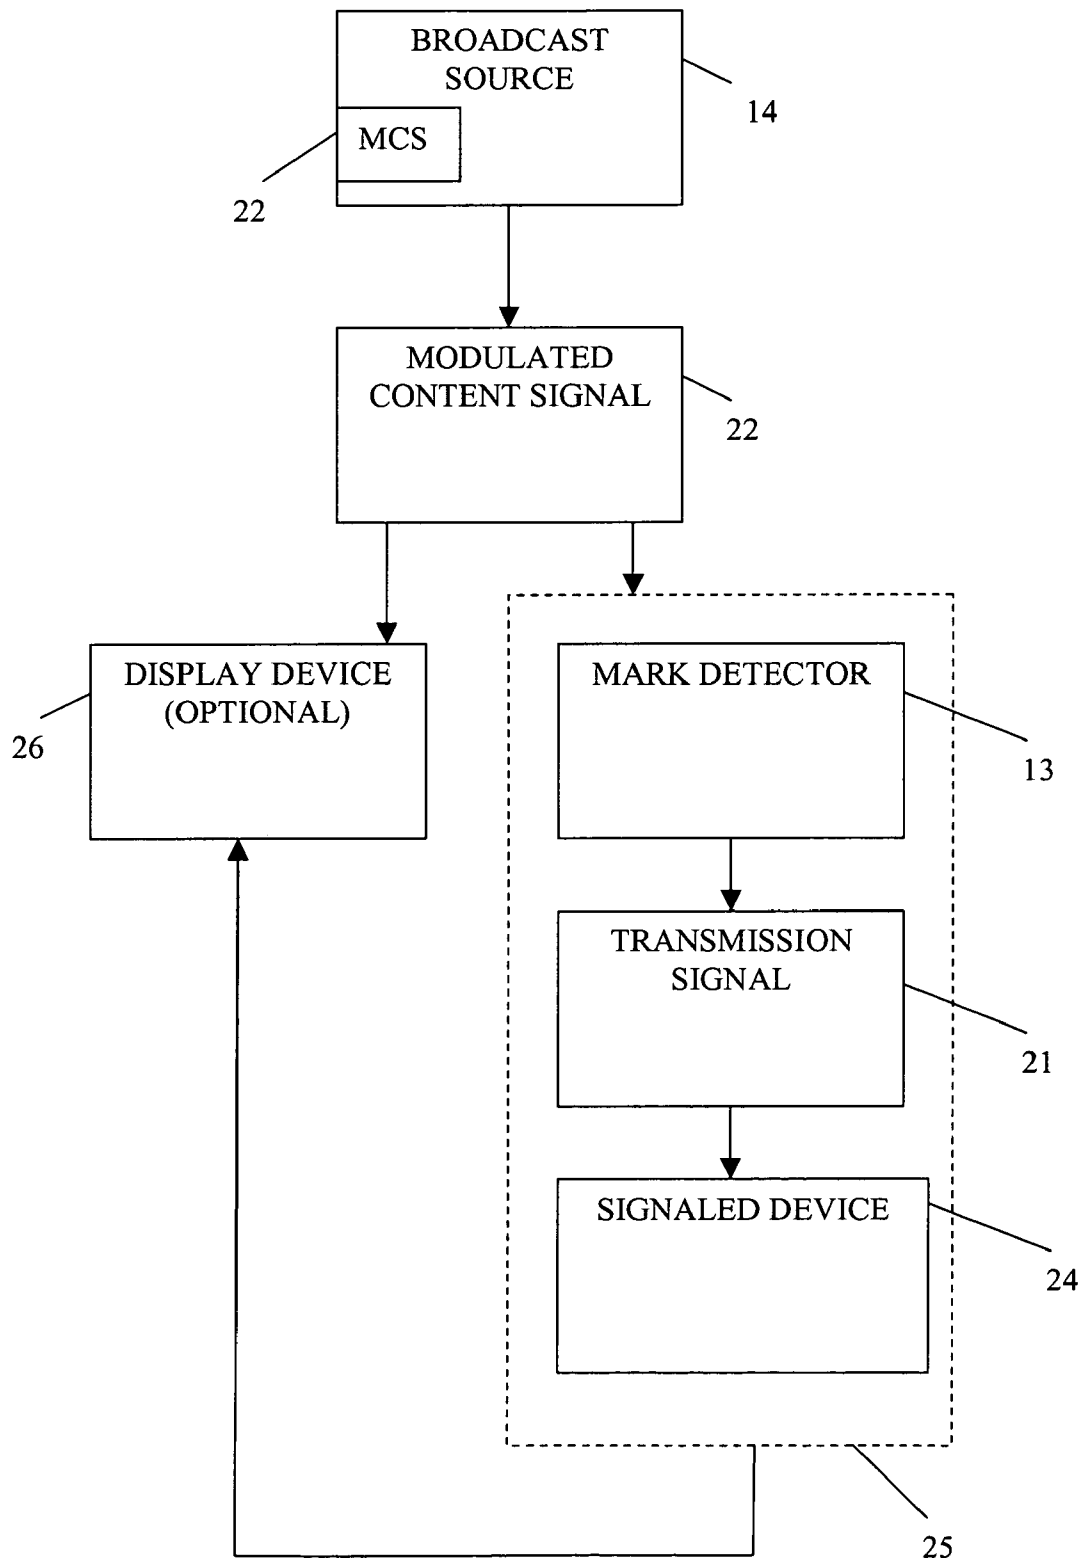 BROADCAST
SOURCE
14
MCS
22
MODULATED
CONTENT SIGNAL
22
DISPLAY DEVICE
(OPTIONAL)
26
MARK DETECTOR
13
TRANSMISSION
SIGNAL
21
SIGNALED DEVICE
24
25